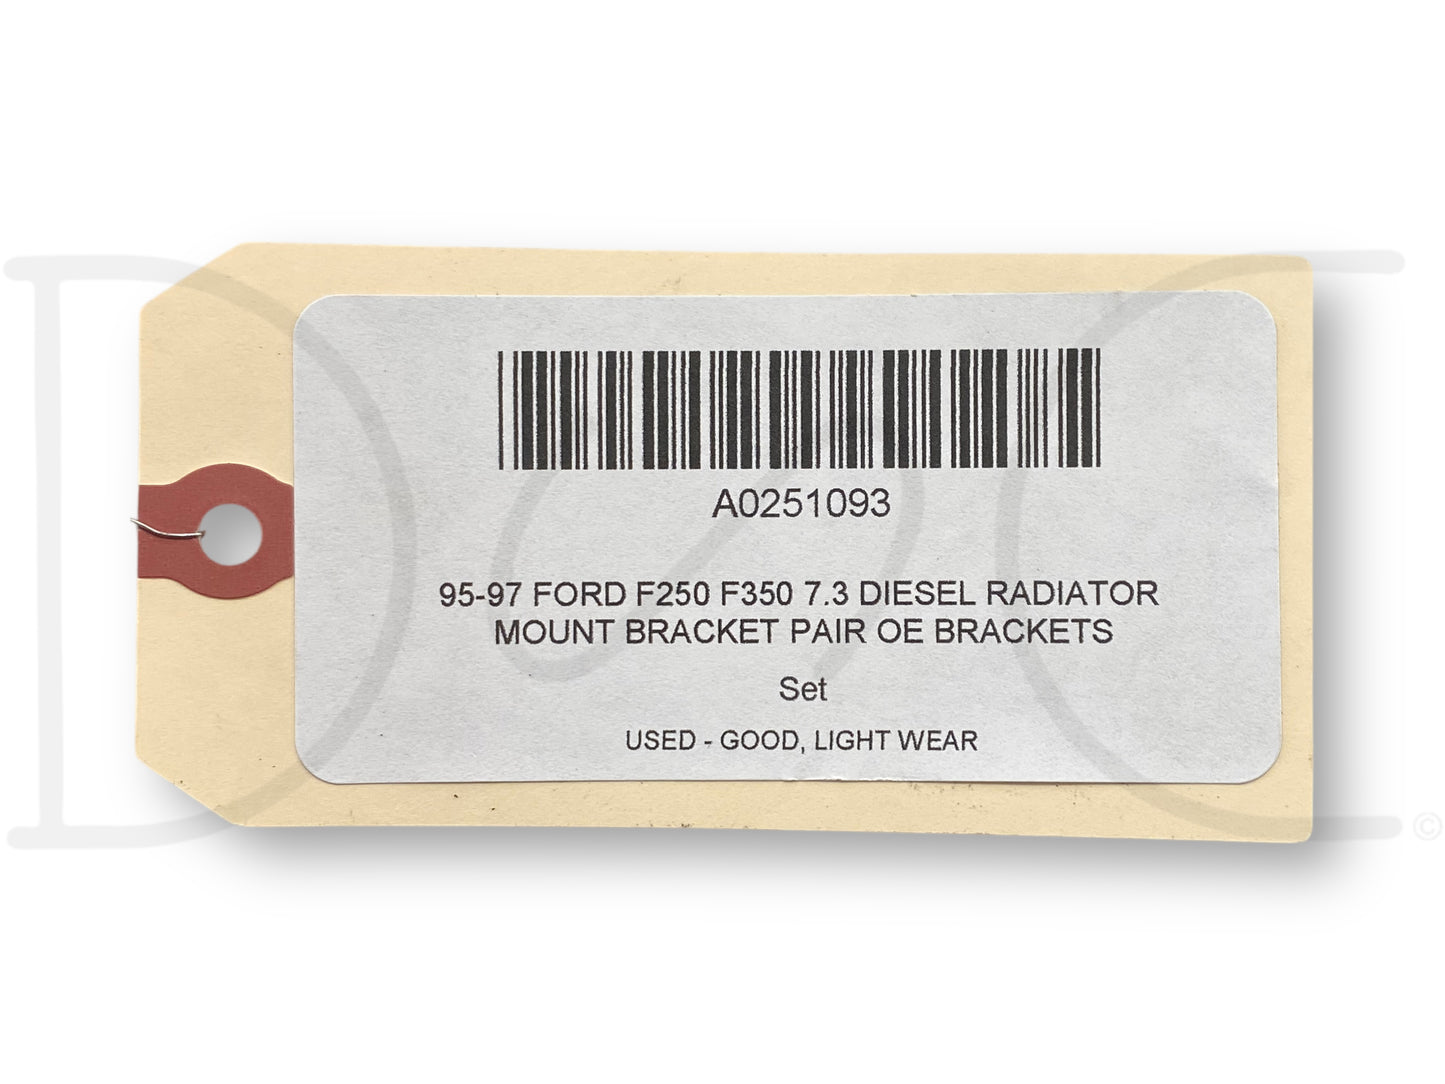 A0251093
95-97 FORD F250 F350 7.3 DIESEL RADIATOR
MOUNT BRACKET PAIR OE BRACKETS
Set
USED - GOOD, LIGHT WEAR
D C ©